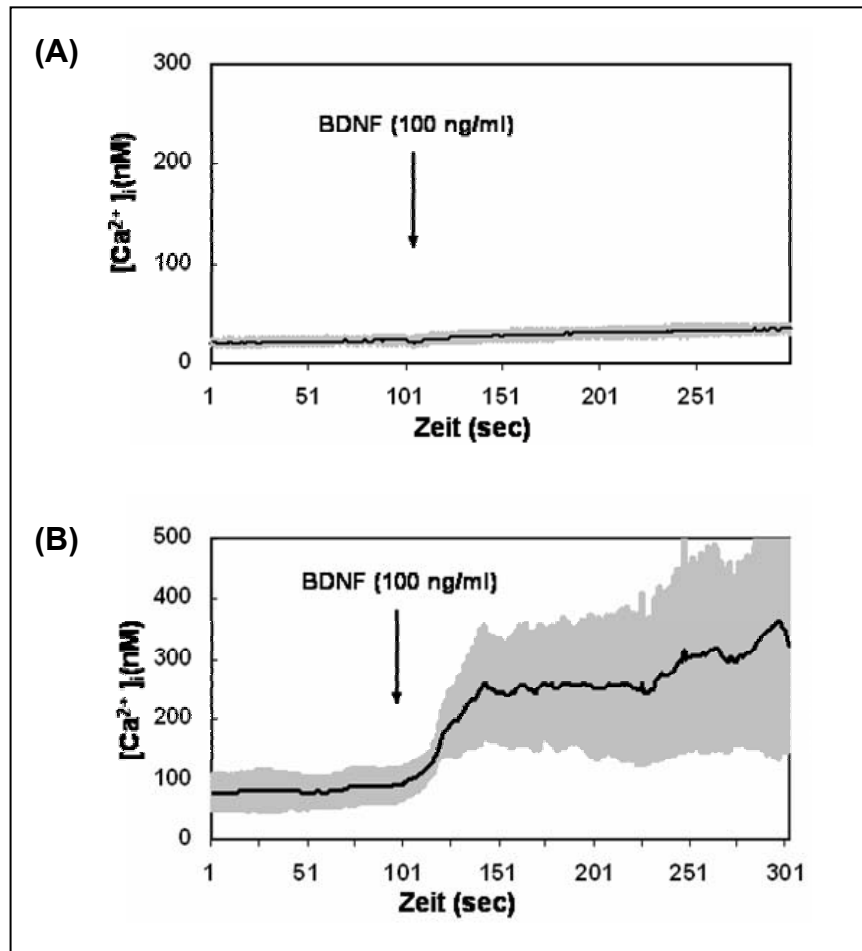 (A)
300
200
100
0
[Ca²⁺]ᵢ(nM)
BDNF (100 ng/ml)
1 51 101 151 201 251
Zeit (sec)
(B)
500
400
300
200
100
0
[Ca²⁺]ᵢ(nM)
BDNF (100 ng/ml)
1 51 101 151 201 251 301
Zeit (sec)